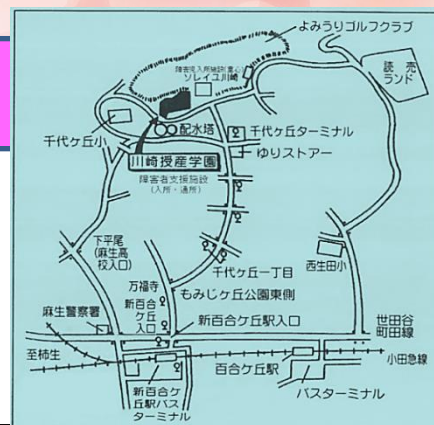 よみうりゴルフクラブ
障害児入所施設(重心)
ソレイユ川崎
読売
ランド
千代ヶ丘小
配水塔
千代ヶ丘ターミナル
ゆりストアー
川崎授産学園
障害者支援施設
(入所・通所)
下平尾
(麻生高
校入口)
西生田小
千代ヶ丘一丁目
万福寺
もみじヶ丘公園東側
新百合
ケ丘
入口
新百合ケ丘駅入口
麻生警察署
世田谷
町田線
至柿生
百合ケ丘駅
小田急線
新百合ケ
丘駅バス
ターミナル
バスターミナル